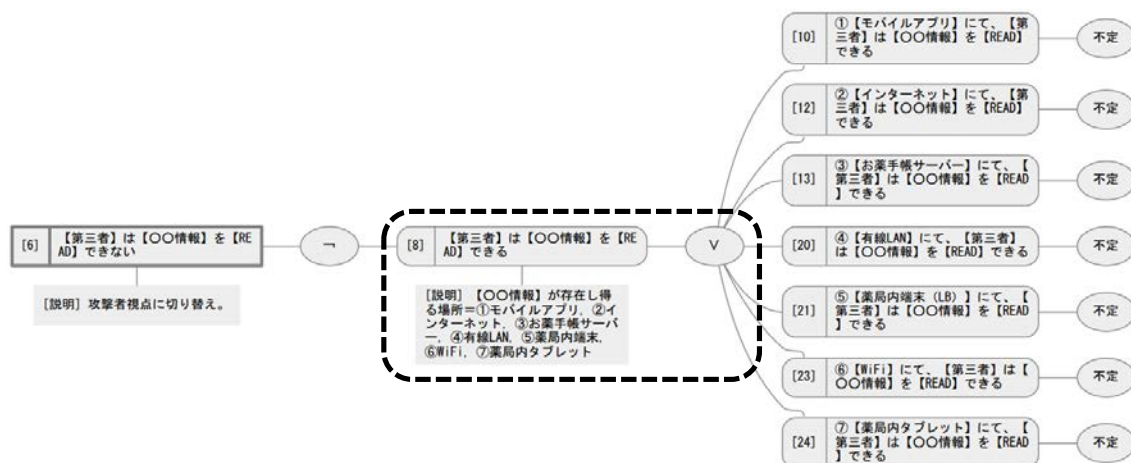 [6]
【第三者】は【〇〇情報】を【RE
AD】できない
[説明] 攻撃者視点に切り替え。
¬
[8]
【第三者】は【〇〇情報】を【RE
AD】できる
[説明] 【〇〇情報】が存在し得
る場所=①モバイルアプリ, ②イ
ンターネット, ③お薬手帳サーバ
ー, ④有線LAN, ⑤薬局内端末,
⑥WiFi, ⑦薬局内タブレット
∨
[10]
①【モバイルアプリ】にて、【第
三者】は【〇〇情報】を【READ】
できる
不定
[12]
②【インターネット】にて、【第
三者】は【〇〇情報】を【READ】
できる
不定
[13]
③【お薬手帳サーバー】にて、【
第三者】は【〇〇情報】を【READ
】できる
不定
[20]
④【有線LAN】にて、【第三者】
は【〇〇情報】を【READ】できる
不定
[21]
⑤【薬局内端末（LB）】にて、【
第三者】は【〇〇情報】を【READ
】できる
不定
[23]
⑥【WiFi】にて、【第三者】は【
〇〇情報】を【READ】できる
不定
[24]
⑦【薬局内タブレット】にて、【
第三者】は【〇〇情報】を【READ
】できる
不定